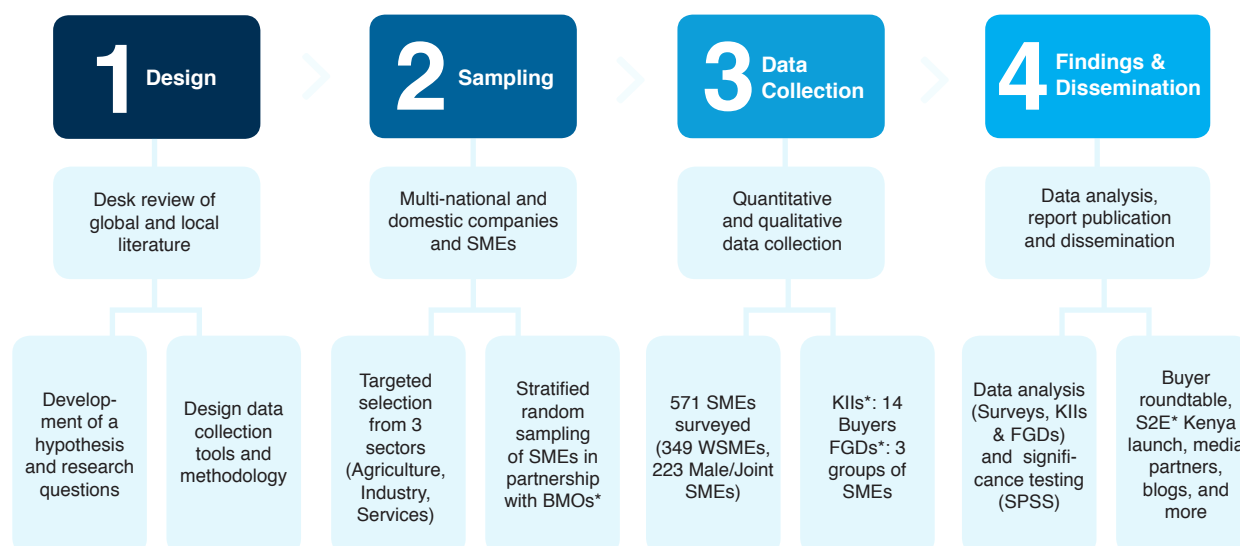 1 Design
2 Sampling
3 Data
Collection
4 Findings &
Dissemination
Desk review of
global and local
literature
Multi-national and
domestic companies
and SMEs
Quantitative
and qualitative
data collection
Data analysis,
report publication
and dissemination
Develop-
ment of a
hypothesis
and research
questions
Design data
collection
tools and
methodology
Targeted
selection
from 3
sectors
(Agriculture,
Industry,
Services)
Stratified
random
sampling
of SMEs in
partnership
with BMOs*
571 SMEs
surveyed
(349 WSMEs,
223 Male/Joint
SMEs)
KIIs*: 14
Buyers
FGDs*: 3
groups of
SMEs
Data analysis
(Surveys, KIIs
& FGDs)
and signifi-
cance testing
(SPSS)
Buyer
roundtable,
S2E* Kenya
launch, media
partners,
blogs, and
more